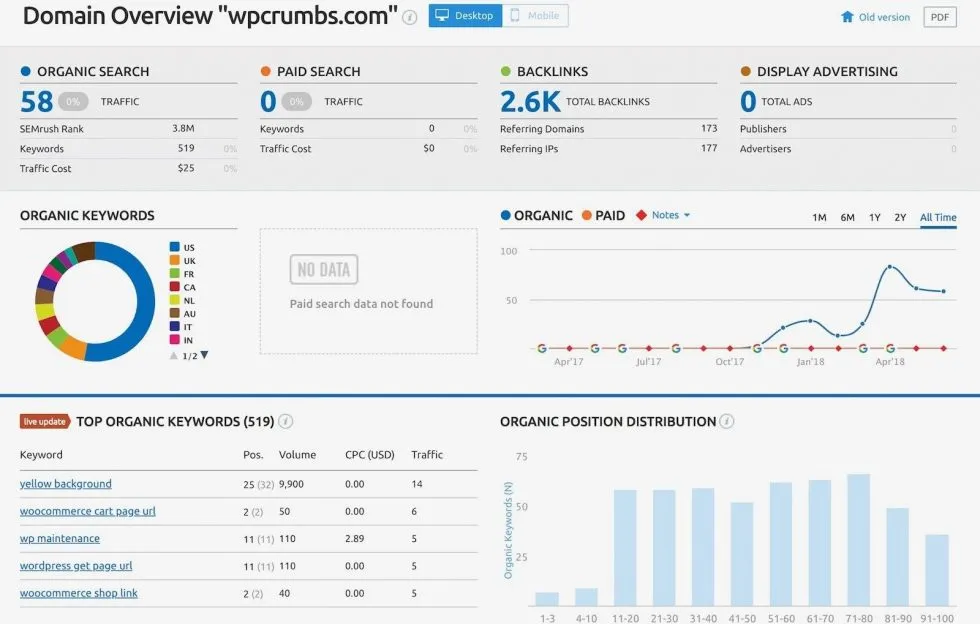 Domain Overview "wpcrumbs.com" i Desktop Mobile Old version PDF
ORGANIC SEARCH
58 0% TRAFFIC
SEMrush Rank 3.8M
Keywords 519 0%
Traffic Cost $25 0%
PAID SEARCH
0 0% TRAFFIC
Keywords 0 0%
Traffic Cost $0 0%
BACKLINKS
2.6K TOTAL BACKLINKS
Referring Domains 173
Referring IPs 177
DISPLAY ADVERTISING
0 TOTAL ADS
Publishers 0
Advertisers 0
ORGANIC KEYWORDS
US
UK
FR
CA
NL
AU
IT
IN
1/2
NO DATA
Paid search data not found
ORGANIC PAID Notes 1M 6M 1Y 2Y All Time
100
50
G G G G G G G G
Apr'17 Jul'17 Oct'17 Jan'18 Apr'18
live update TOP ORGANIC KEYWORDS (519) i
Keyword Pos. Volume CPC (USD) Traffic
yellow background 25 (32) 9,900 0.00 14
woocommerce cart page url 2 (2) 50 0.00 6
wp maintenance 11 (11) 110 2.89 5
wordpress get page url 11 (11) 110 0.00 5
woocommerce shop link 2 (2) 40 0.00 5
ORGANIC POSITION DISTRIBUTION i
Organic Keywords (N)
75
50
25
1-3 4-10 11-20 21-30 31-40 41-50 51-60 61-70 71-80 81-90 91-100